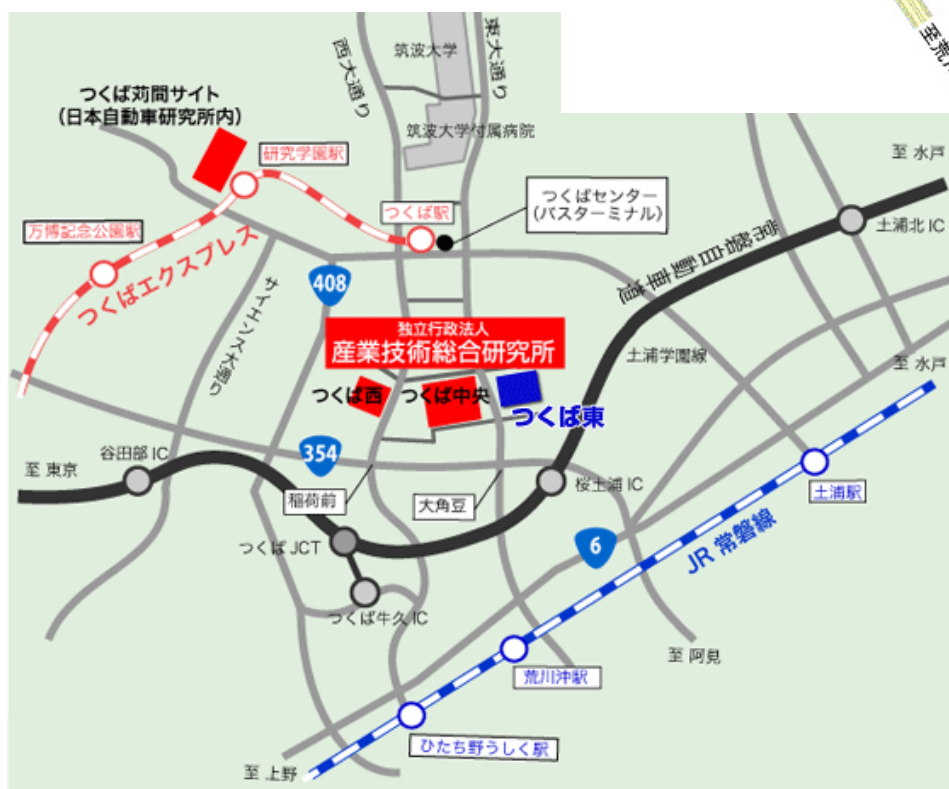 至荒川
筑波大学
西大通り
東大通り
つくば苅間サイト
(日本自動車研究所内)
筑波大学付属病院
研究学園駅
至 水戸
つくばセンター
(バスターミナル)
つくば駅
万博記念公園駅
土浦北 IC
つくばエクスプレス
常磐自動車道
408
サイエンス大通り
独立行政法人
産業技術総合研究所
土浦学園線
至 水戸
つくば西
つくば中央
つくば東
谷田部 IC
354
至 東京
稲荷前
大角豆
桜土浦 IC
土浦駅
つくば JCT
6
JR 常磐線
つくば牛久 IC
至 阿見
荒川沖駅
ひたち野うしく駅
至 上野